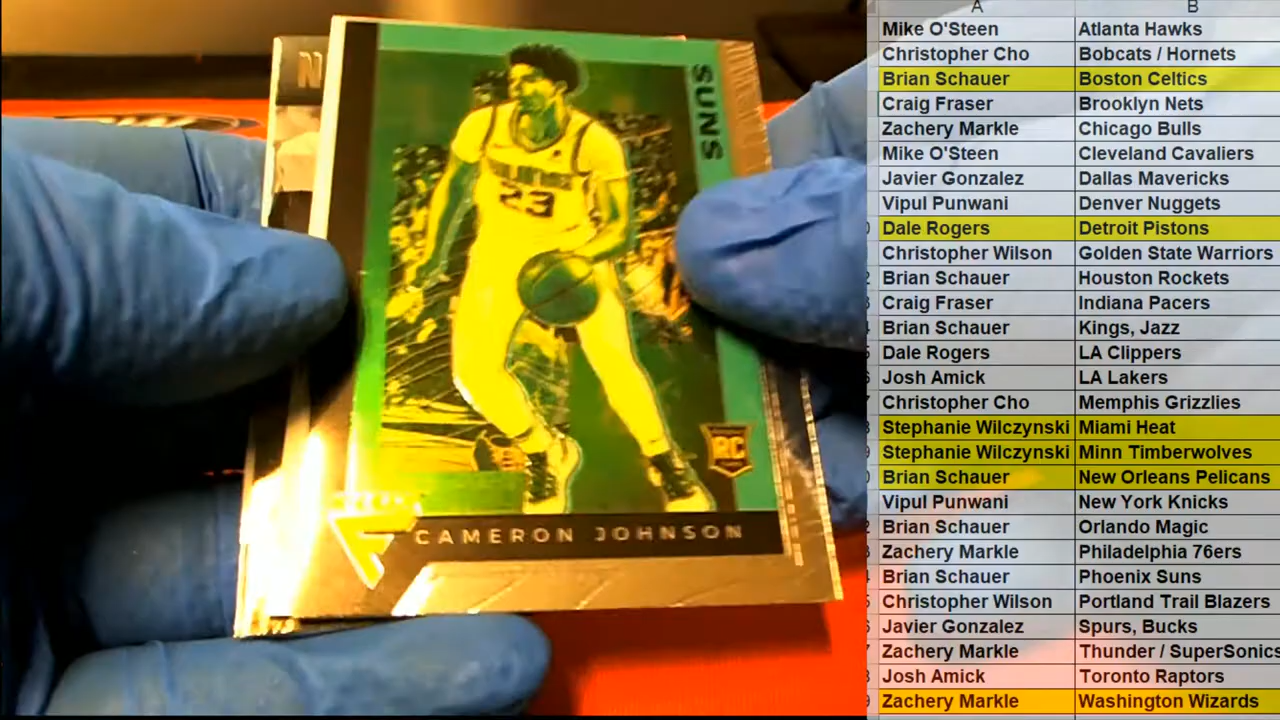 SUNS
23
RC
CAMERON JOHNSON
A B
Mike O'Steen Atlanta Hawks
Christopher Cho Bobcats / Hornets
Brian Schauer Boston Celtics
Craig Fraser Brooklyn Nets
Zachery Markle Chicago Bulls
Mike O'Steen Cleveland Cavaliers
Javier Gonzalez Dallas Mavericks
Vipul Punwani Denver Nuggets
Dale Rogers Detroit Pistons
Christopher Wilson Golden State Warriors
Brian Schauer Houston Rockets
Craig Fraser Indiana Pacers
Brian Schauer Kings, Jazz
Dale Rogers LA Clippers
Josh Amick LA Lakers
Christopher Cho Memphis Grizzlies
Stephanie Wilczynski Miami Heat
Stephanie Wilczynski Minn Timberwolves
Brian Schauer New Orleans Pelicans
Vipul Punwani New York Knicks
Brian Schauer Orlando Magic
Zachery Markle Philadelphia 76ers
Brian Schauer Phoenix Suns
Christopher Wilson Portland Trail Blazers
Javier Gonzalez Spurs, Bucks
Zachery Markle Thunder / SuperSonics
Josh Amick Toronto Raptors
Zachery Markle Washington Wizards